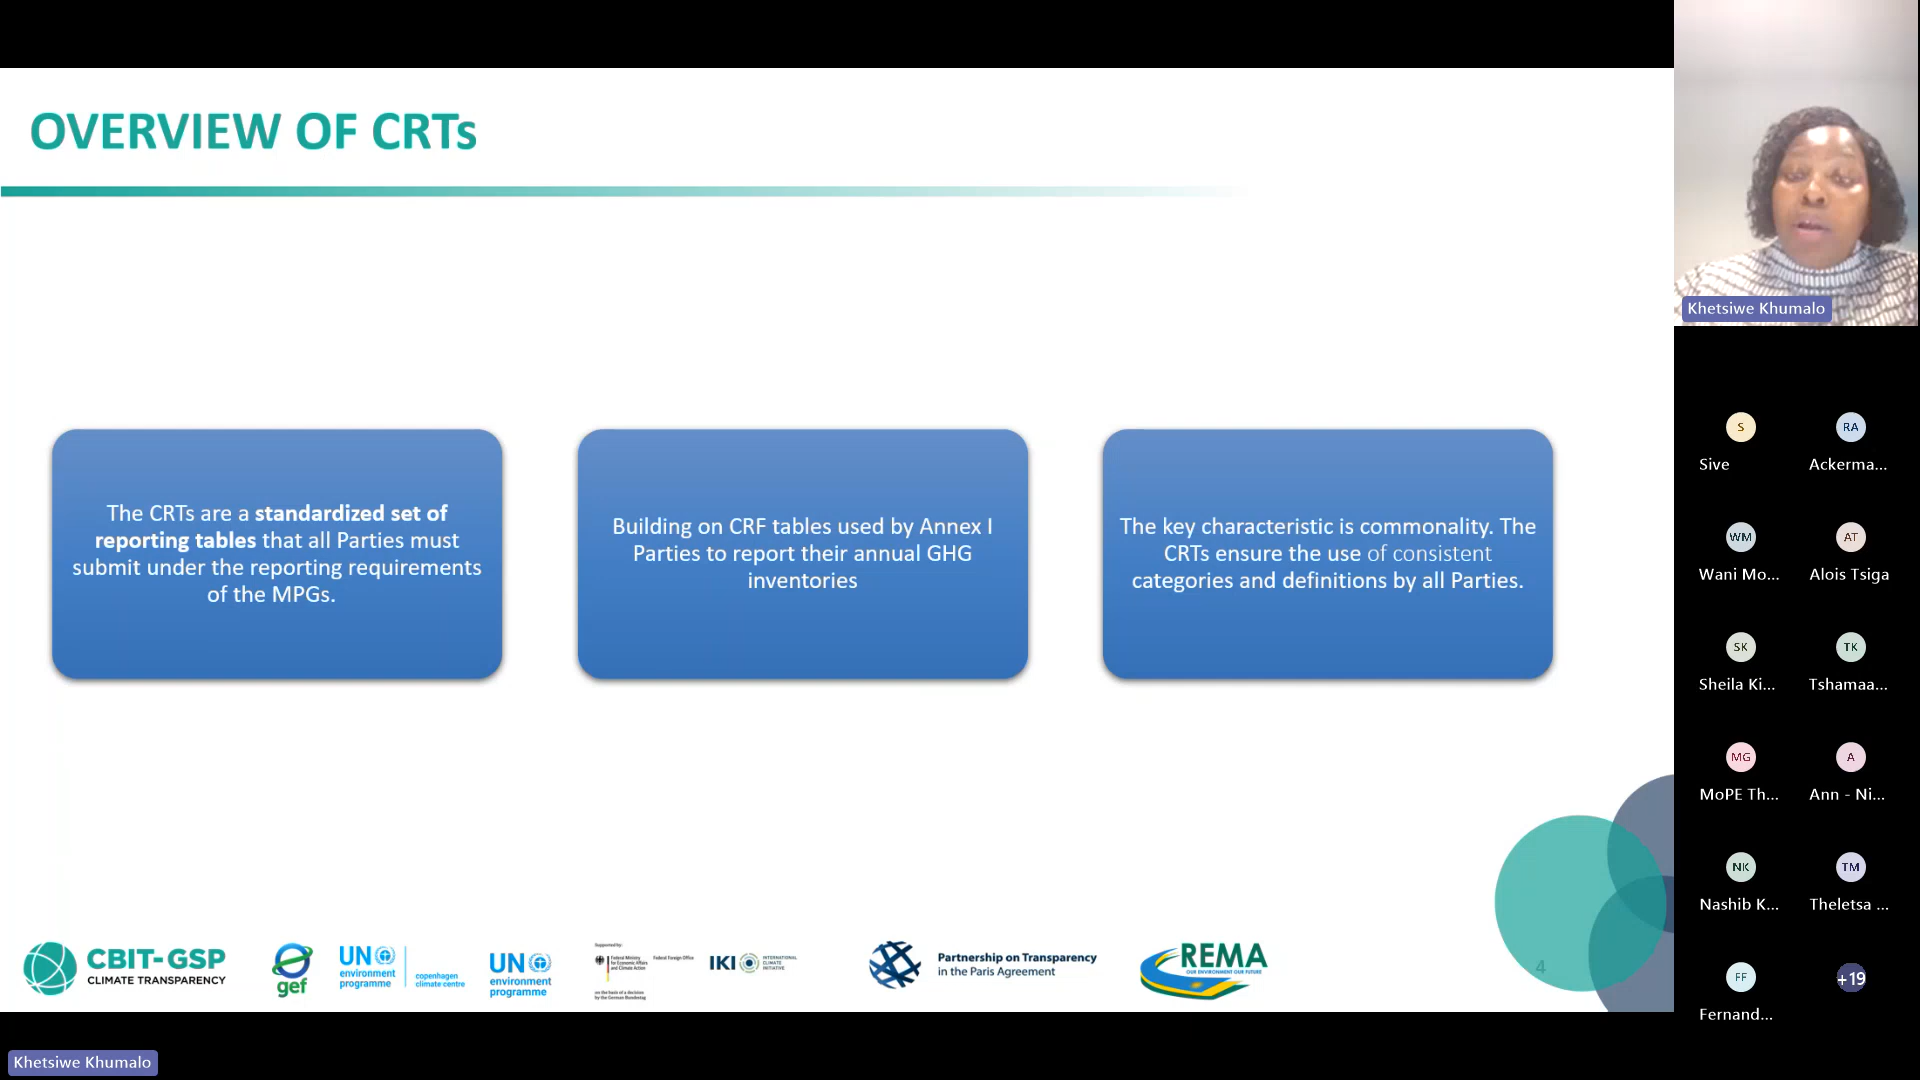 OVERVIEW OF CRTs
The CRTs are a standardized set of
reporting tables that all Parties must
submit under the reporting requirements
of the MPGs.
Building on CRF tables used by Annex I
Parties to report their annual GHG
inventories
The key characteristic is commonality. The
CRTs ensure the use of consistent
categories and definitions by all Parties.
CBIT-GSP
CLIMATE TRANSPARENCY
gef
UN
environment
programme
copenhagen
climate centre
UN
environment
programme
Supported by:
Federal Ministry
for Economic Affairs
and Climate Action
Federal Foreign Office
on the basis of a decision
by the German Bundestag
IKI
INTERNATIONAL
CLIMATE
INITIATIVE
Partnership on Transparency
in the Paris Agreement
REMA
OUR ENVIRONMENT OUR FUTURE
4
Khetsiwe Khumalo
S
Sive
RA
Ackerma...
WM
Wani Mo...
AT
Alois Tsiga
SK
Sheila Ki...
TK
Tshamaa...
MG
MoPE Th...
A
Ann - Ni...
NK
Nashib K...
TM
Theletsa ...
FF
Fernand...
+19
Khetsiwe Khumalo